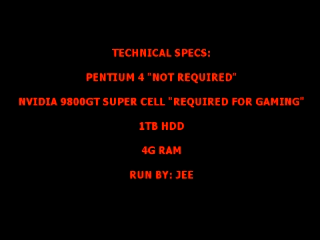 TECHNICAL SPECS:
PENTIUM 4 "NOT REQUIRED"
NVIDIA 9800GT SUPER CELL "REQUIRED FOR GAMING"
1TB HDD
4G RAM
RUN BY: JEE